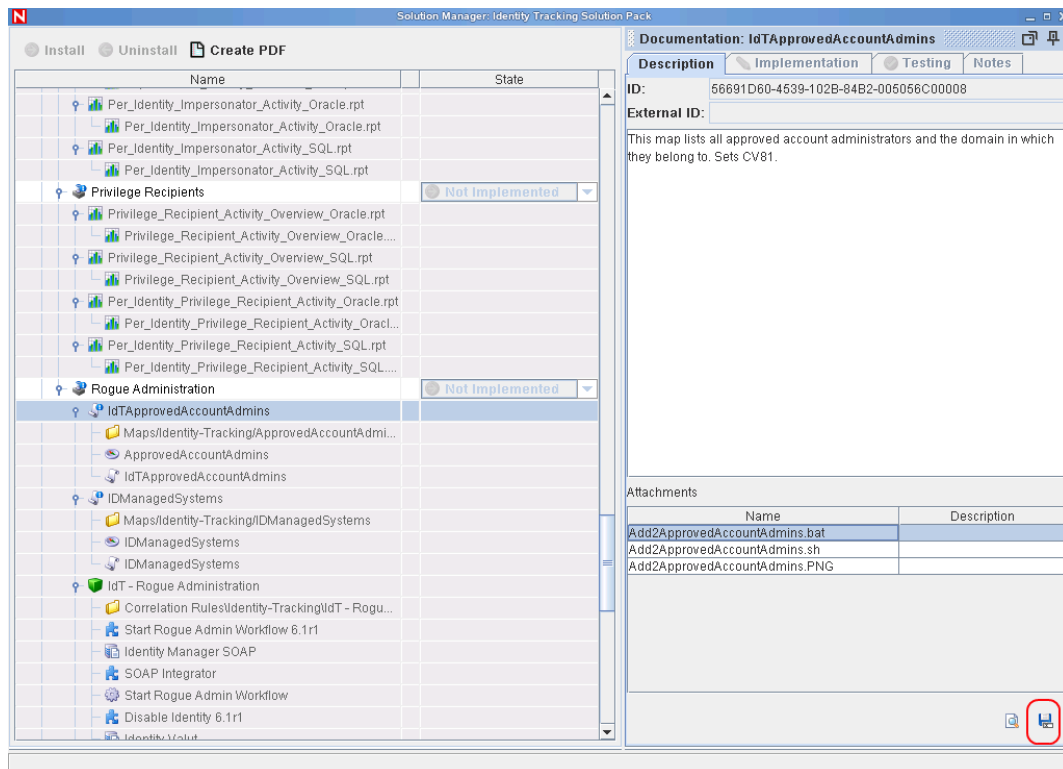 N
Solution Manager: Identity Tracking Solution Pack
Install Uninstall Create PDF
Name State
Per_Identity_Impersonator_Activity_Oracle.rpt
Per_Identity_Impersonator_Activity_Oracle.rpt
Per_Identity_Impersonator_Activity_SQL.rpt
Per_Identity_Impersonator_Activity_SQL.rpt
Privilege Recipients Not Implemented
Privilege_Recipient_Activity_Overview_Oracle.rpt
Privilege_Recipient_Activity_Overview_Oracle....
Privilege_Recipient_Activity_Overview_SQL.rpt
Privilege_Recipient_Activity_Overview_SQL.rpt
Per_Identity_Privilege_Recipient_Activity_Oracle.rpt
Per_Identity_Privilege_Recipient_Activity_Oracl...
Per_Identity_Privilege_Recipient_Activity_SQL.rpt
Per_Identity_Privilege_Recipient_Activity_SQL....
Rogue Administration Not Implemented
IdTApprovedAccountAdmins
Maps/Identity-Tracking/ApprovedAccountAdmi...
ApprovedAccountAdmins
IdTApprovedAccountAdmins
IDManagedSystems
Maps/Identity-Tracking/IDManagedSystems
IDManagedSystems
IDManagedSystems
IdT - Rogue Administration
Correlation Rules\Identity-Tracking\IdT - Rogu...
Start Rogue Admin Workflow 6.1r1
Identity Manager SOAP
SOAP Integrator
Start Rogue Admin Workflow
Disable Identity 6.1r1
Documentation: IdTApprovedAccountAdmins
Description Implementation Testing Notes
ID: 56691D60-4539-102B-84B2-005056C00008
External ID:
This map lists all approved account administrators and the domain in which
they belong to. Sets CV81.
Attachments
Name Description
Add2ApprovedAccountAdmins.bat
Add2ApprovedAccountAdmins.sh
Add2ApprovedAccountAdmins.PNG